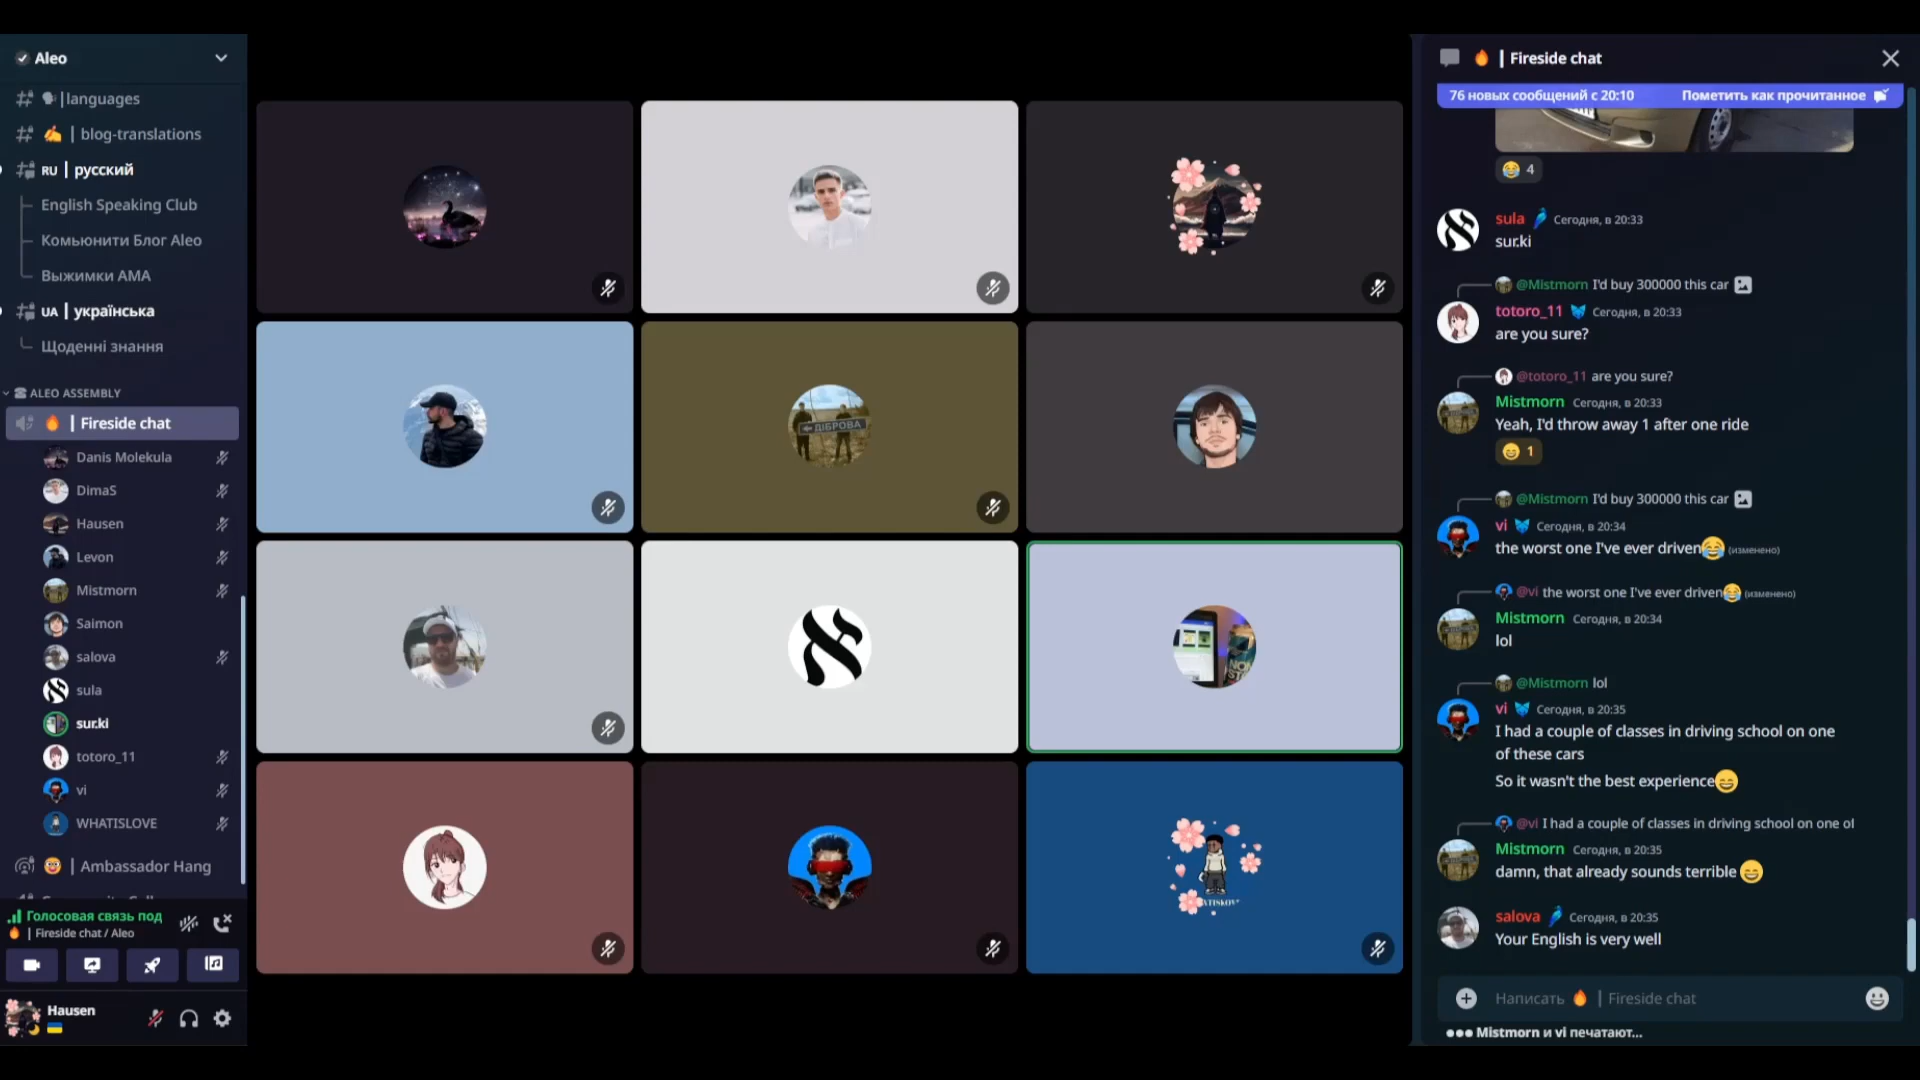 Aleo
|languages
| blog-translations
RU | русский
English Speaking Club
Комьюнити Блог Aleo
Выжимки АМА
UA | українська
Щоденні знання
ALEO ASSEMBLY
| Fireside chat
Danis Molekula
DimaS
Hausen
Levon
Mistmorn
Saimon
salova
sula
sur.ki
totoro_11
vi
WHATISLOVE
| Ambassador Hang
Голосовая связь под
| Fireside chat / Aleo
Hausen
ДІБРОВА
| Fireside chat
76 новых сообщений с 20:10 Пометить как прочитанное
4
sula Сегодня, в 20:33
sur.ki
@Mistmorn I'd buy 300000 this car
totoro_11 Сегодня, в 20:33
are you sure?
@totoro_11 are you sure?
Mistmorn Сегодня, в 20:33
Yeah, I'd throw away 1 after one ride
1
@Mistmorn I'd buy 300000 this car
vi Сегодня, в 20:34
the worst one I've ever driven (изменено)
@vi the worst one I've ever driven (изменено)
Mistmorn Сегодня, в 20:34
lol
@Mistmorn lol
vi Сегодня, в 20:35
I had a couple of classes in driving school on one
of these cars
So it wasn't the best experience
@vi I had a couple of classes in driving school on one of
Mistmorn Сегодня, в 20:35
damn, that already sounds terrible
salova Сегодня, в 20:35
Your English is very well
Написать | Fireside chat
Mistmorn и vi печатают...